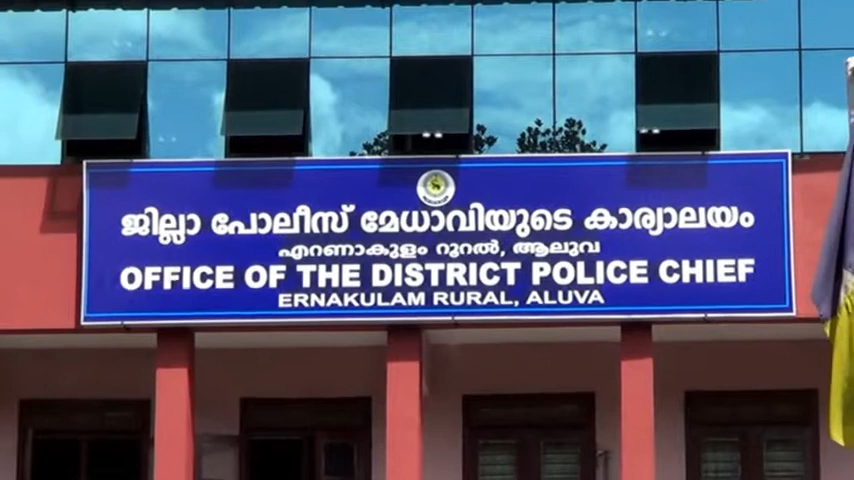 ജില്ലാ പോലീസ് മേധാവിയുടെ കാര്യാലയം
എറണാകുളം റൂറൽ, ആലുവ
OFFICE OF THE DISTRICT POLICE CHIEF
ERNAKULAM RURAL, ALUVA